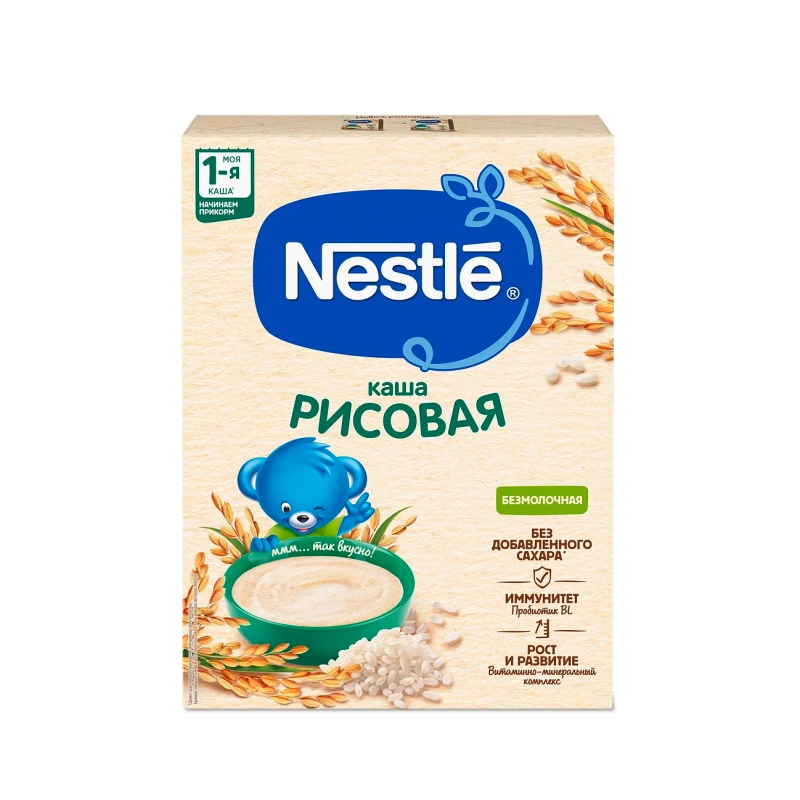 МОЯ
1-я
КАША*
НАЧИНАЕМ
ПРИКОРМ
Nestlé®
каша
РИСОВАЯ
ммм... так вкусно!
БЕЗМОЛОЧНАЯ
БЕЗ
ДОБАВЛЕННОГО
САХАРА*
ИММУНИТЕТ
Пробиотик BL
РОСТ
И РАЗВИТИЕ
Витаминно-минеральный
комплекс